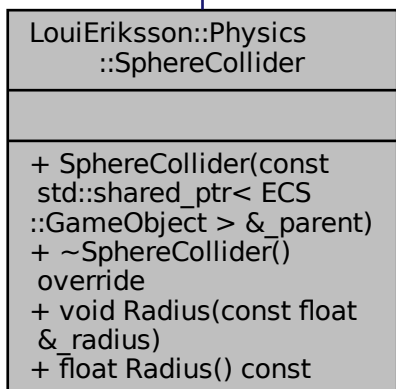 LouiEriksson::Physics
::SphereCollider
+ SphereCollider(const
std::shared_ptr< ECS
::GameObject > &_parent)
+ ~SphereCollider()
override
+ void Radius(const float
&_radius)
+ float Radius() const